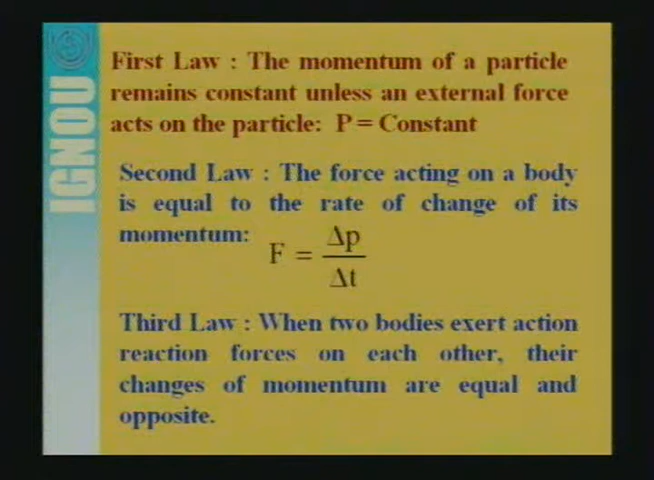 IGNOU
First Law : The momentum of a particle
remains constant unless an external force
acts on the particle: P = Constant
Second Law : The force acting on a body
is equal to the rate of change of its
momentum:
F = Δp/Δt
Third Law : When two bodies exert action
reaction forces on each other, their
changes of momentum are equal and
opposite.